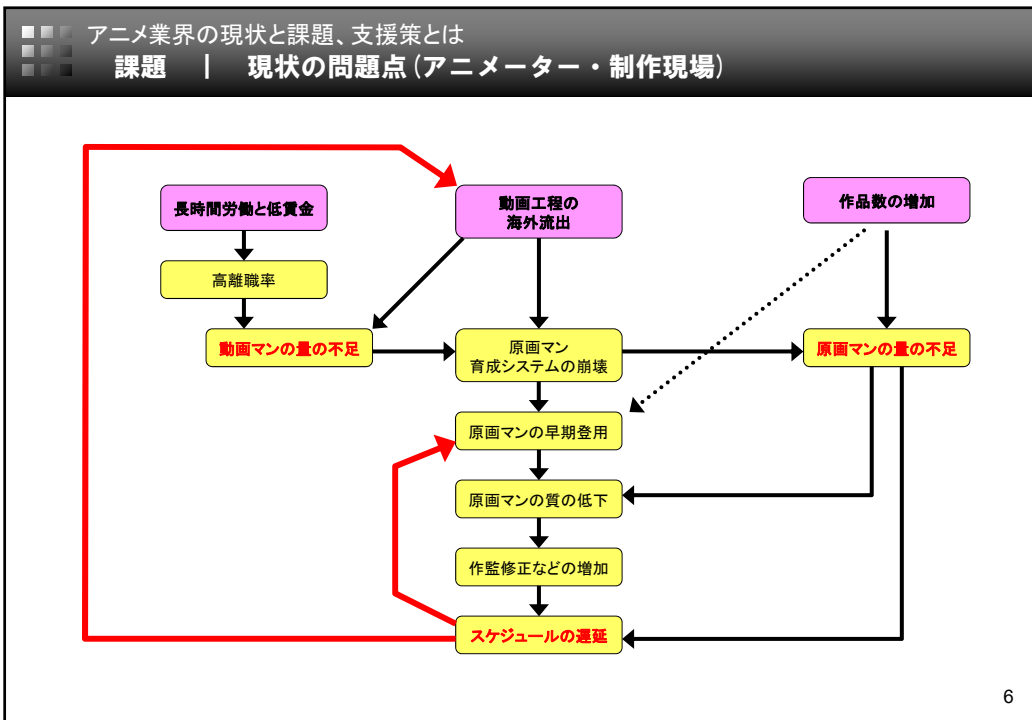 アニメ業界の現状と課題、支援策とは
課題 | 現状の問題点(アニメーター・制作現場)
長時間労働と低賃金
動画工程の
海外流出
作品数の増加
高離職率
動画マンの量の不足
原画マン
育成システムの崩壊
原画マンの量の不足
原画マンの早期登用
原画マンの質の低下
作監修正などの増加
スケジュールの遅延
6